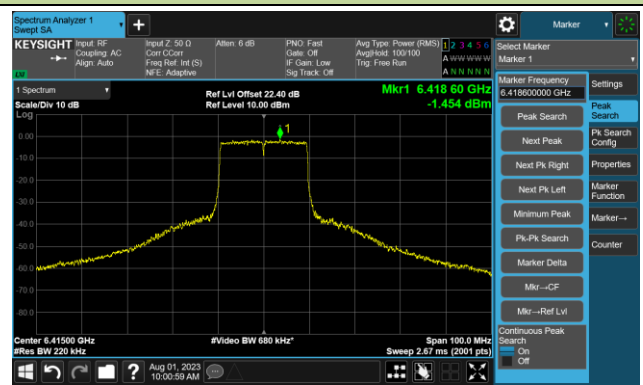 Spectrum Analyzer 1
Swept SA
+
Marker
KEYSIGHT
Input: RF
Coupling: AC
Align: Auto
Input Z: 50 Ω
Corr CCorr
Freq Ref: Int (S)
NFE: Adaptive
Atten: 6 dB
PNO: Fast
Gate: Off
IF Gain: Low
Sig Track: Off
Avg Type: Power (RMS)
Avg|Hold: 100/100
Trig: Free Run
1 2 3 4 5 6
A W W W W W
A N N N N N
LW
1 Spectrum
Scale/Div 10 dB
Log
Ref Lvl Offset 22.40 dB
Ref Level 10.00 dBm
Mkr1 6.418 60 GHz
-1.454 dBm
1
0.00
-10.0
-20.0
-30.0
-40.0
-50.0
-60.0
-70.0
-80.0
Center 6.41500 GHz
#Res BW 220 kHz
#Video BW 680 kHz*
Span 100.0 MHz
Sweep 2.67 ms (2001 pts)
Select Marker
Marker 1
Marker Frequency
6.418600000 GHz
Peak Search
Next Peak
Next Pk Right
Next Pk Left
Minimum Peak
Pk-Pk Search
Marker Delta
Mkr→CF
Mkr→Ref Lvl
Continuous Peak
Search
On
Off
Settings
Peak
Search
Pk Search
Config
Properties
Marker
Function
Marker→
Counter
?
Aug 01, 2023
10:00:59 AM